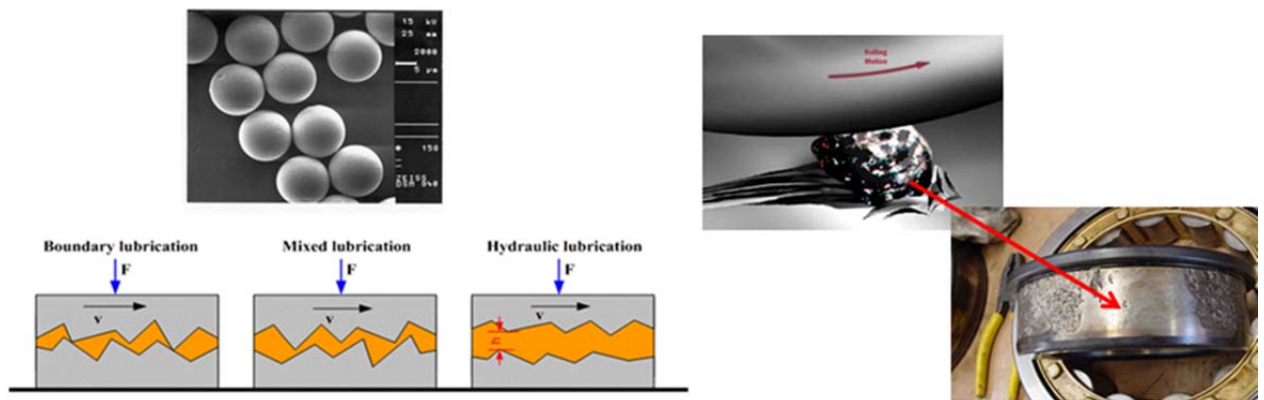 15 kV
25 mm
2000
5 μm
150
ZEISS
DSM 940
Rolling
Motion
Boundary lubrication
Mixed lubrication
Hydraulic lubrication
F
F
F
v
v
v
h